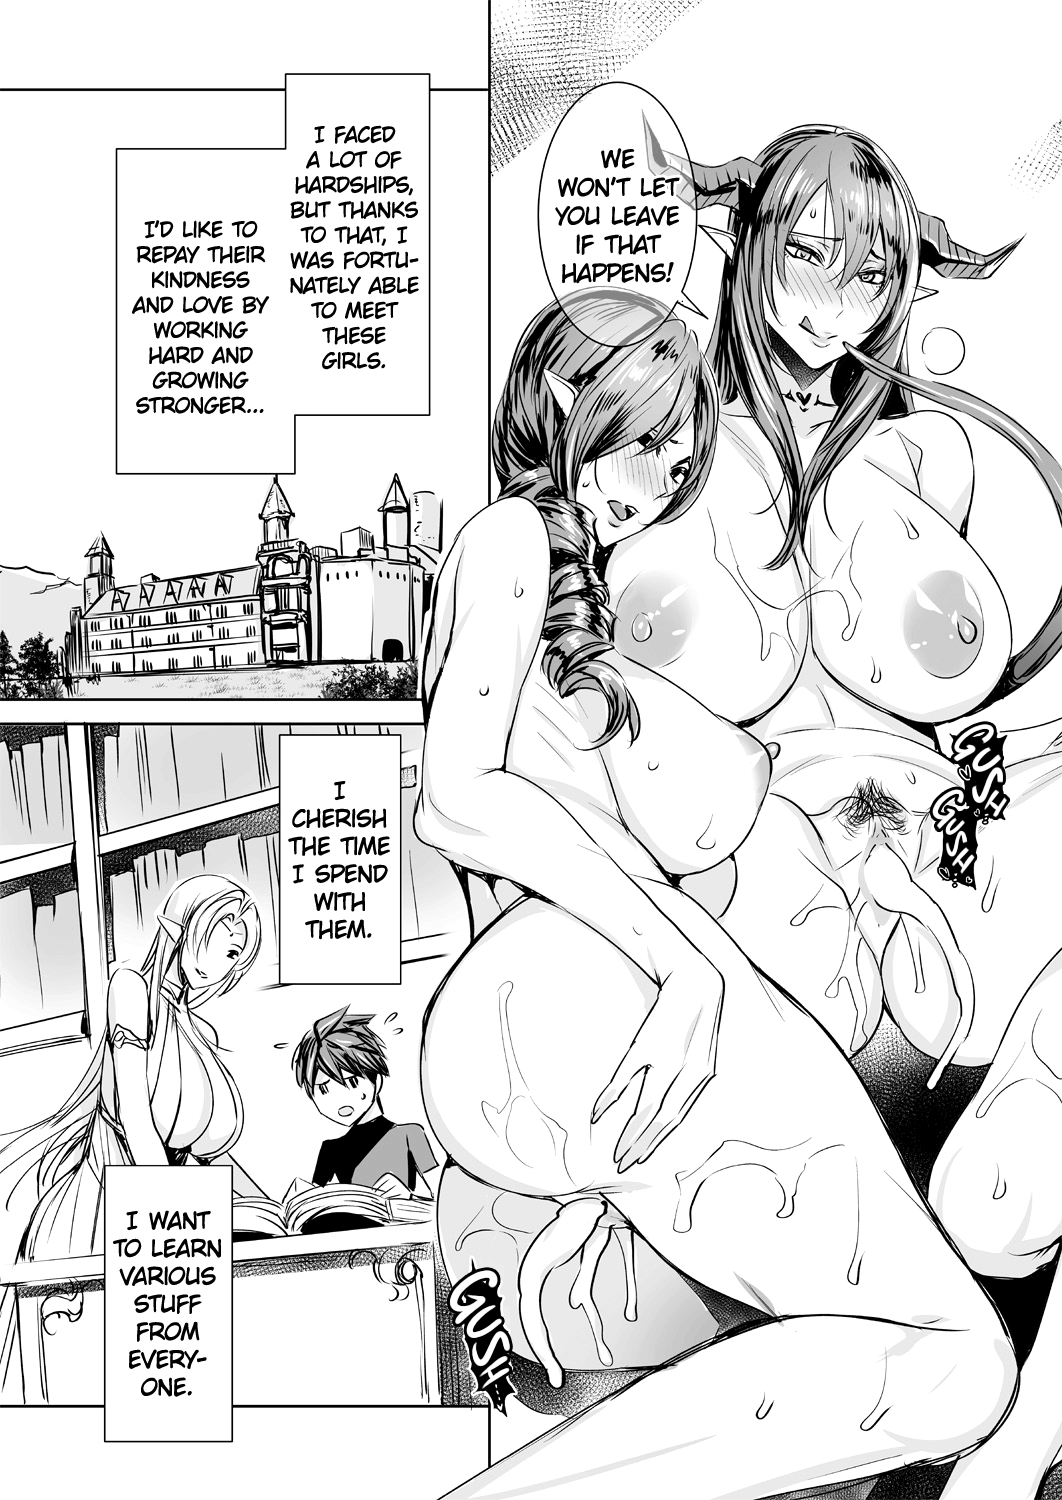 WE
WON'T LET
YOU LEAVE
IF THAT
HAPPENS!
GUSH
GUSH
GUSH
I FACED
A LOT OF
HARDSHIPS,
BUT THANKS
TO THAT, I
WAS FORTU-
NATELY ABLE
TO MEET
THESE
GIRLS.
I'D LIKE TO
REPAY THEIR
KINDNESS
AND LOVE BY
WORKING
HARD AND
GROWING
STRONGER...
I
CHERISH
THE TIME
I SPEND
WITH
THEM.
I WANT
TO LEARN
VARIOUS
STUFF
FROM
EVERY-
ONE.